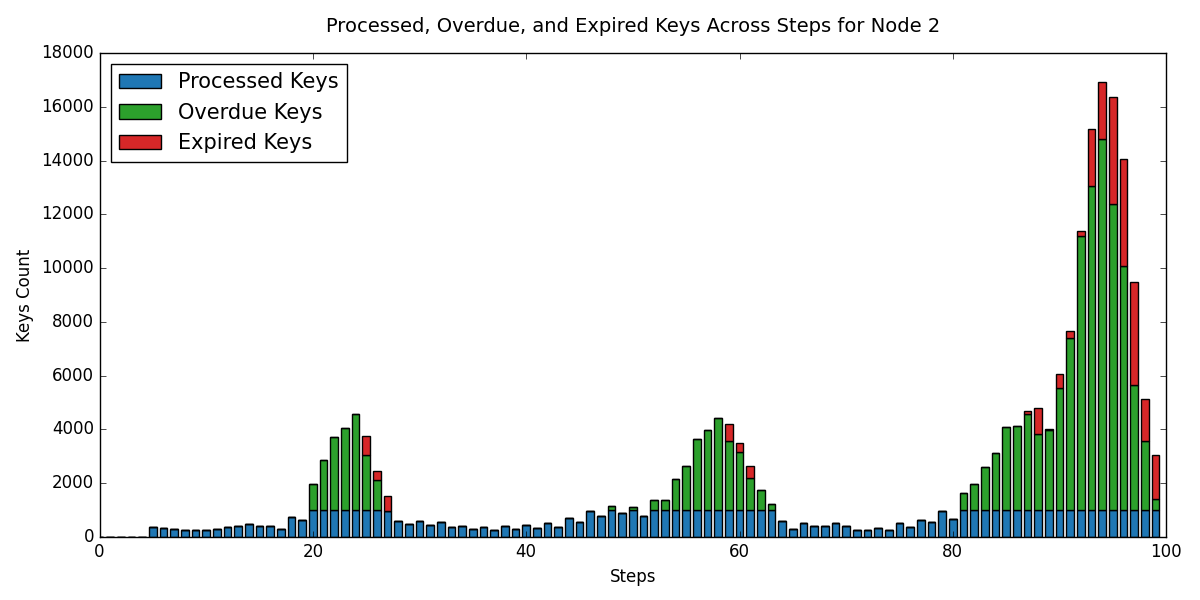 Processed, Overdue, and Expired Keys Across Steps for Node 2
18000
16000
14000
12000
10000
8000
6000
4000
2000
0
Keys Count
Processed Keys
Overdue Keys
Expired Keys
0 20 40 60 80 100
Steps